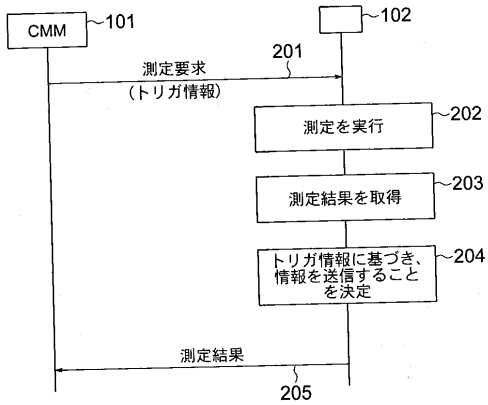 CMM
101
102
測定要求
201
(トリガ情報)
測定を実行
202
測定結果を取得
203
トリガ情報に基づき、
情報を送信すること
を決定
204
測定結果
205